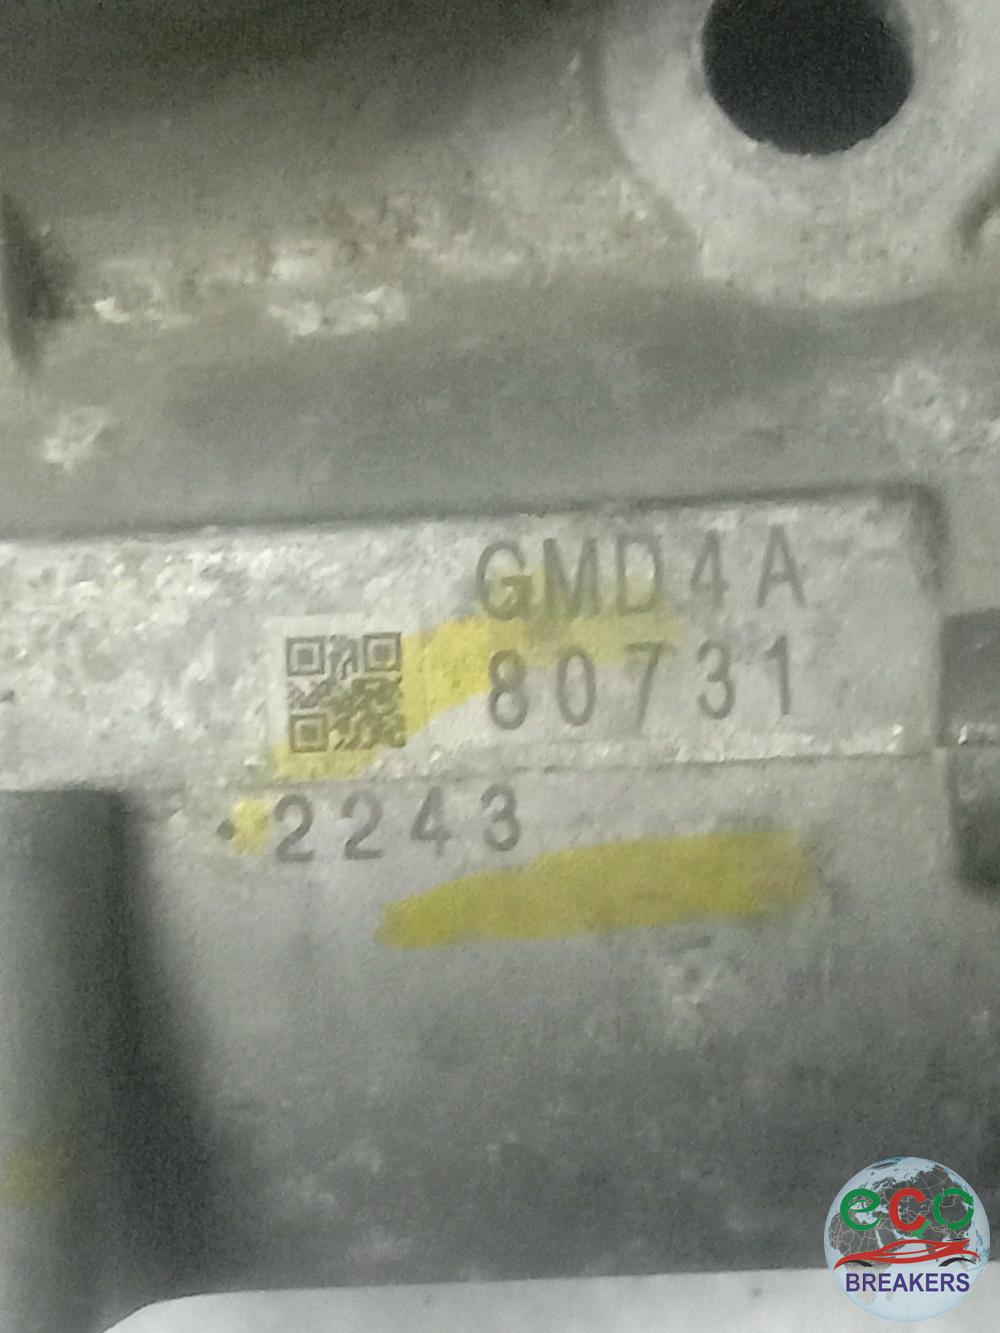 GMD4A
80731
·2243
eco
BREAKERS